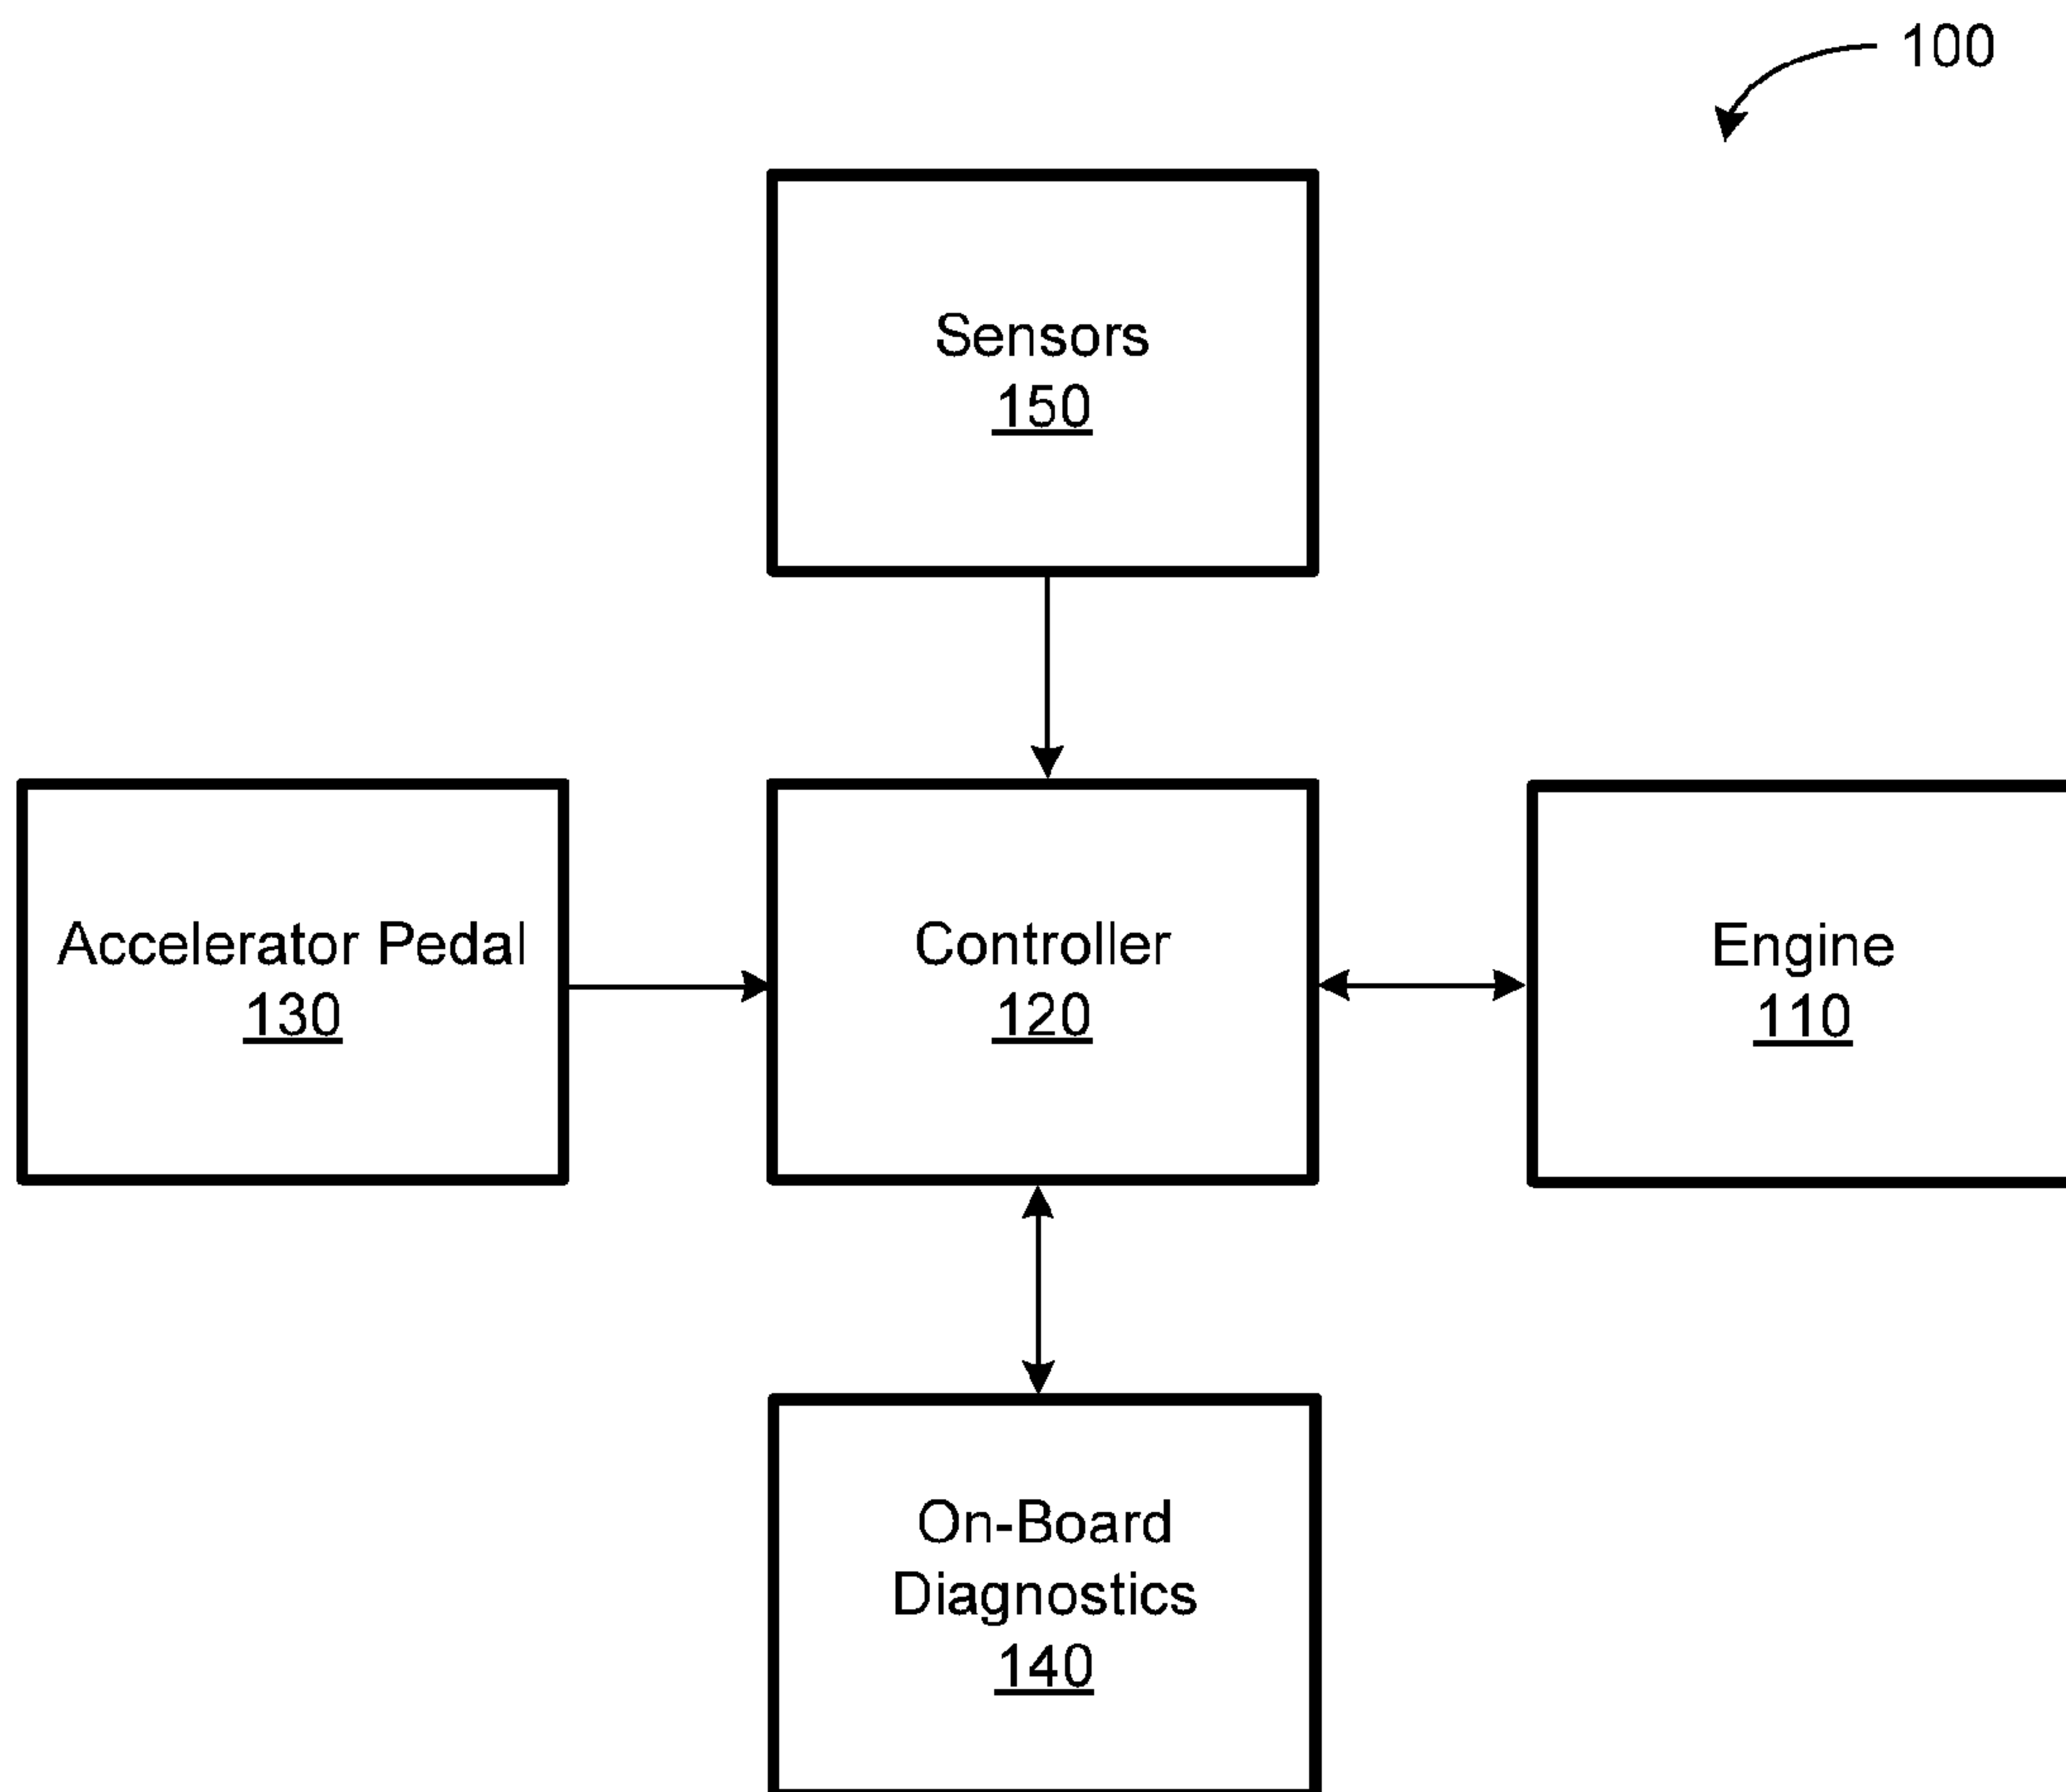 100
Sensors
150
Accelerator Pedal
130
Controller
120
Engine
110
On-Board
Diagnostics
140